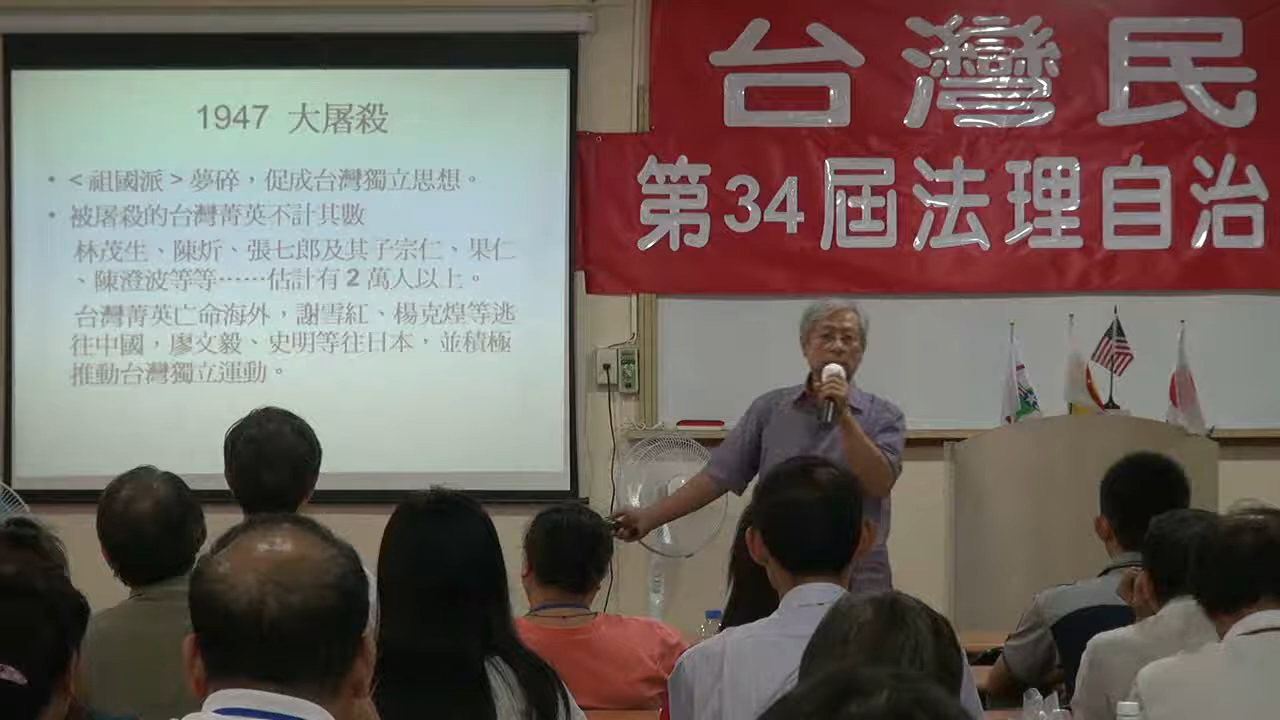 1947 大屠殺
• <祖國派> 夢碎，促成台灣獨立思想。
• 被屠殺的台灣菁英不計其數
林茂生、陳炘、張七郎及其子宗仁、果仁
、陳澄波等等⋯⋯估計有 2 萬人以上。
台灣菁英亡命海外，謝雪紅、楊克煌等逃
往中國，廖文毅、史明等往日本，並積極
推動台灣獨立運動。
台灣民
第34屆法理自治